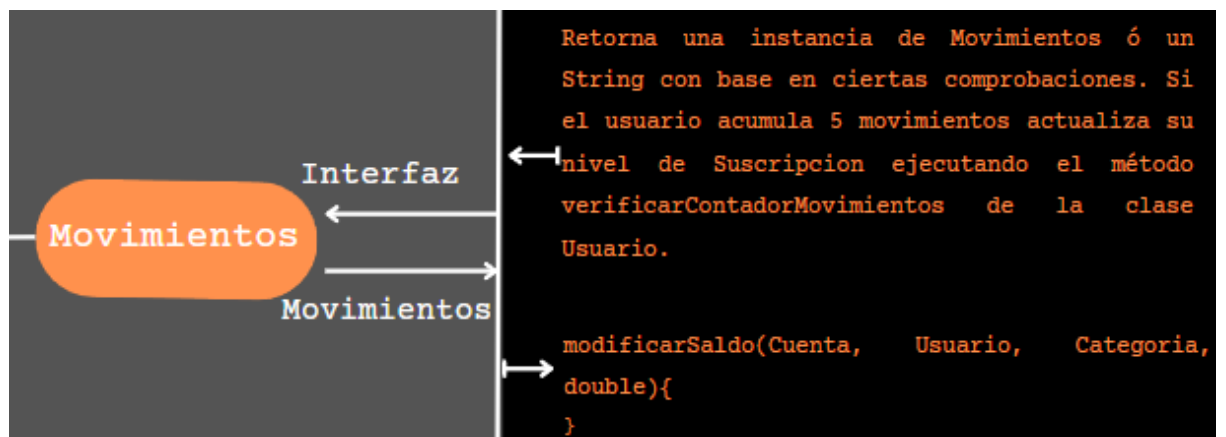 Interfaz
Movimientos
Movimientos
Retorna una instancia de Movimientos ó un
String con base en ciertas comprobaciones. Si
el usuario acumula 5 movimientos actualiza su
nivel de Suscripcion ejecutando el método
verificarContadorMovimientos de la clase
Usuario.
modificarSaldo(Cuenta, Usuario, Categoria,
double){
}